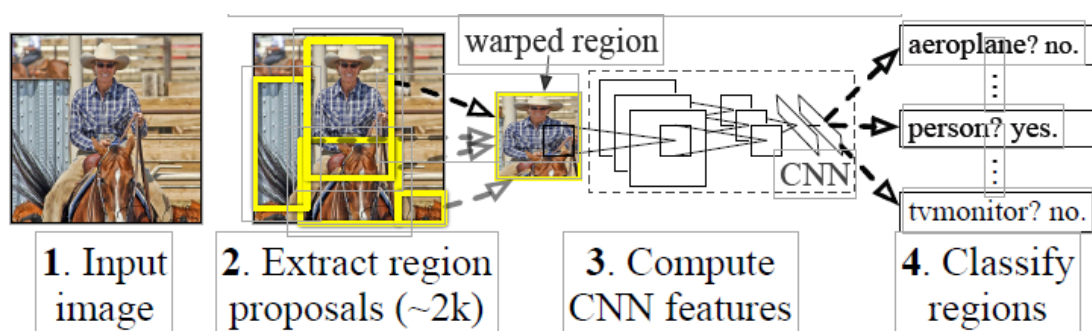 warped region
aeroplane? no.
person? yes.
CNN
tvmonitor? no.
1. Input
image
2. Extract region
proposals (~2k)
3. Compute
CNN features
4. Classify
regions